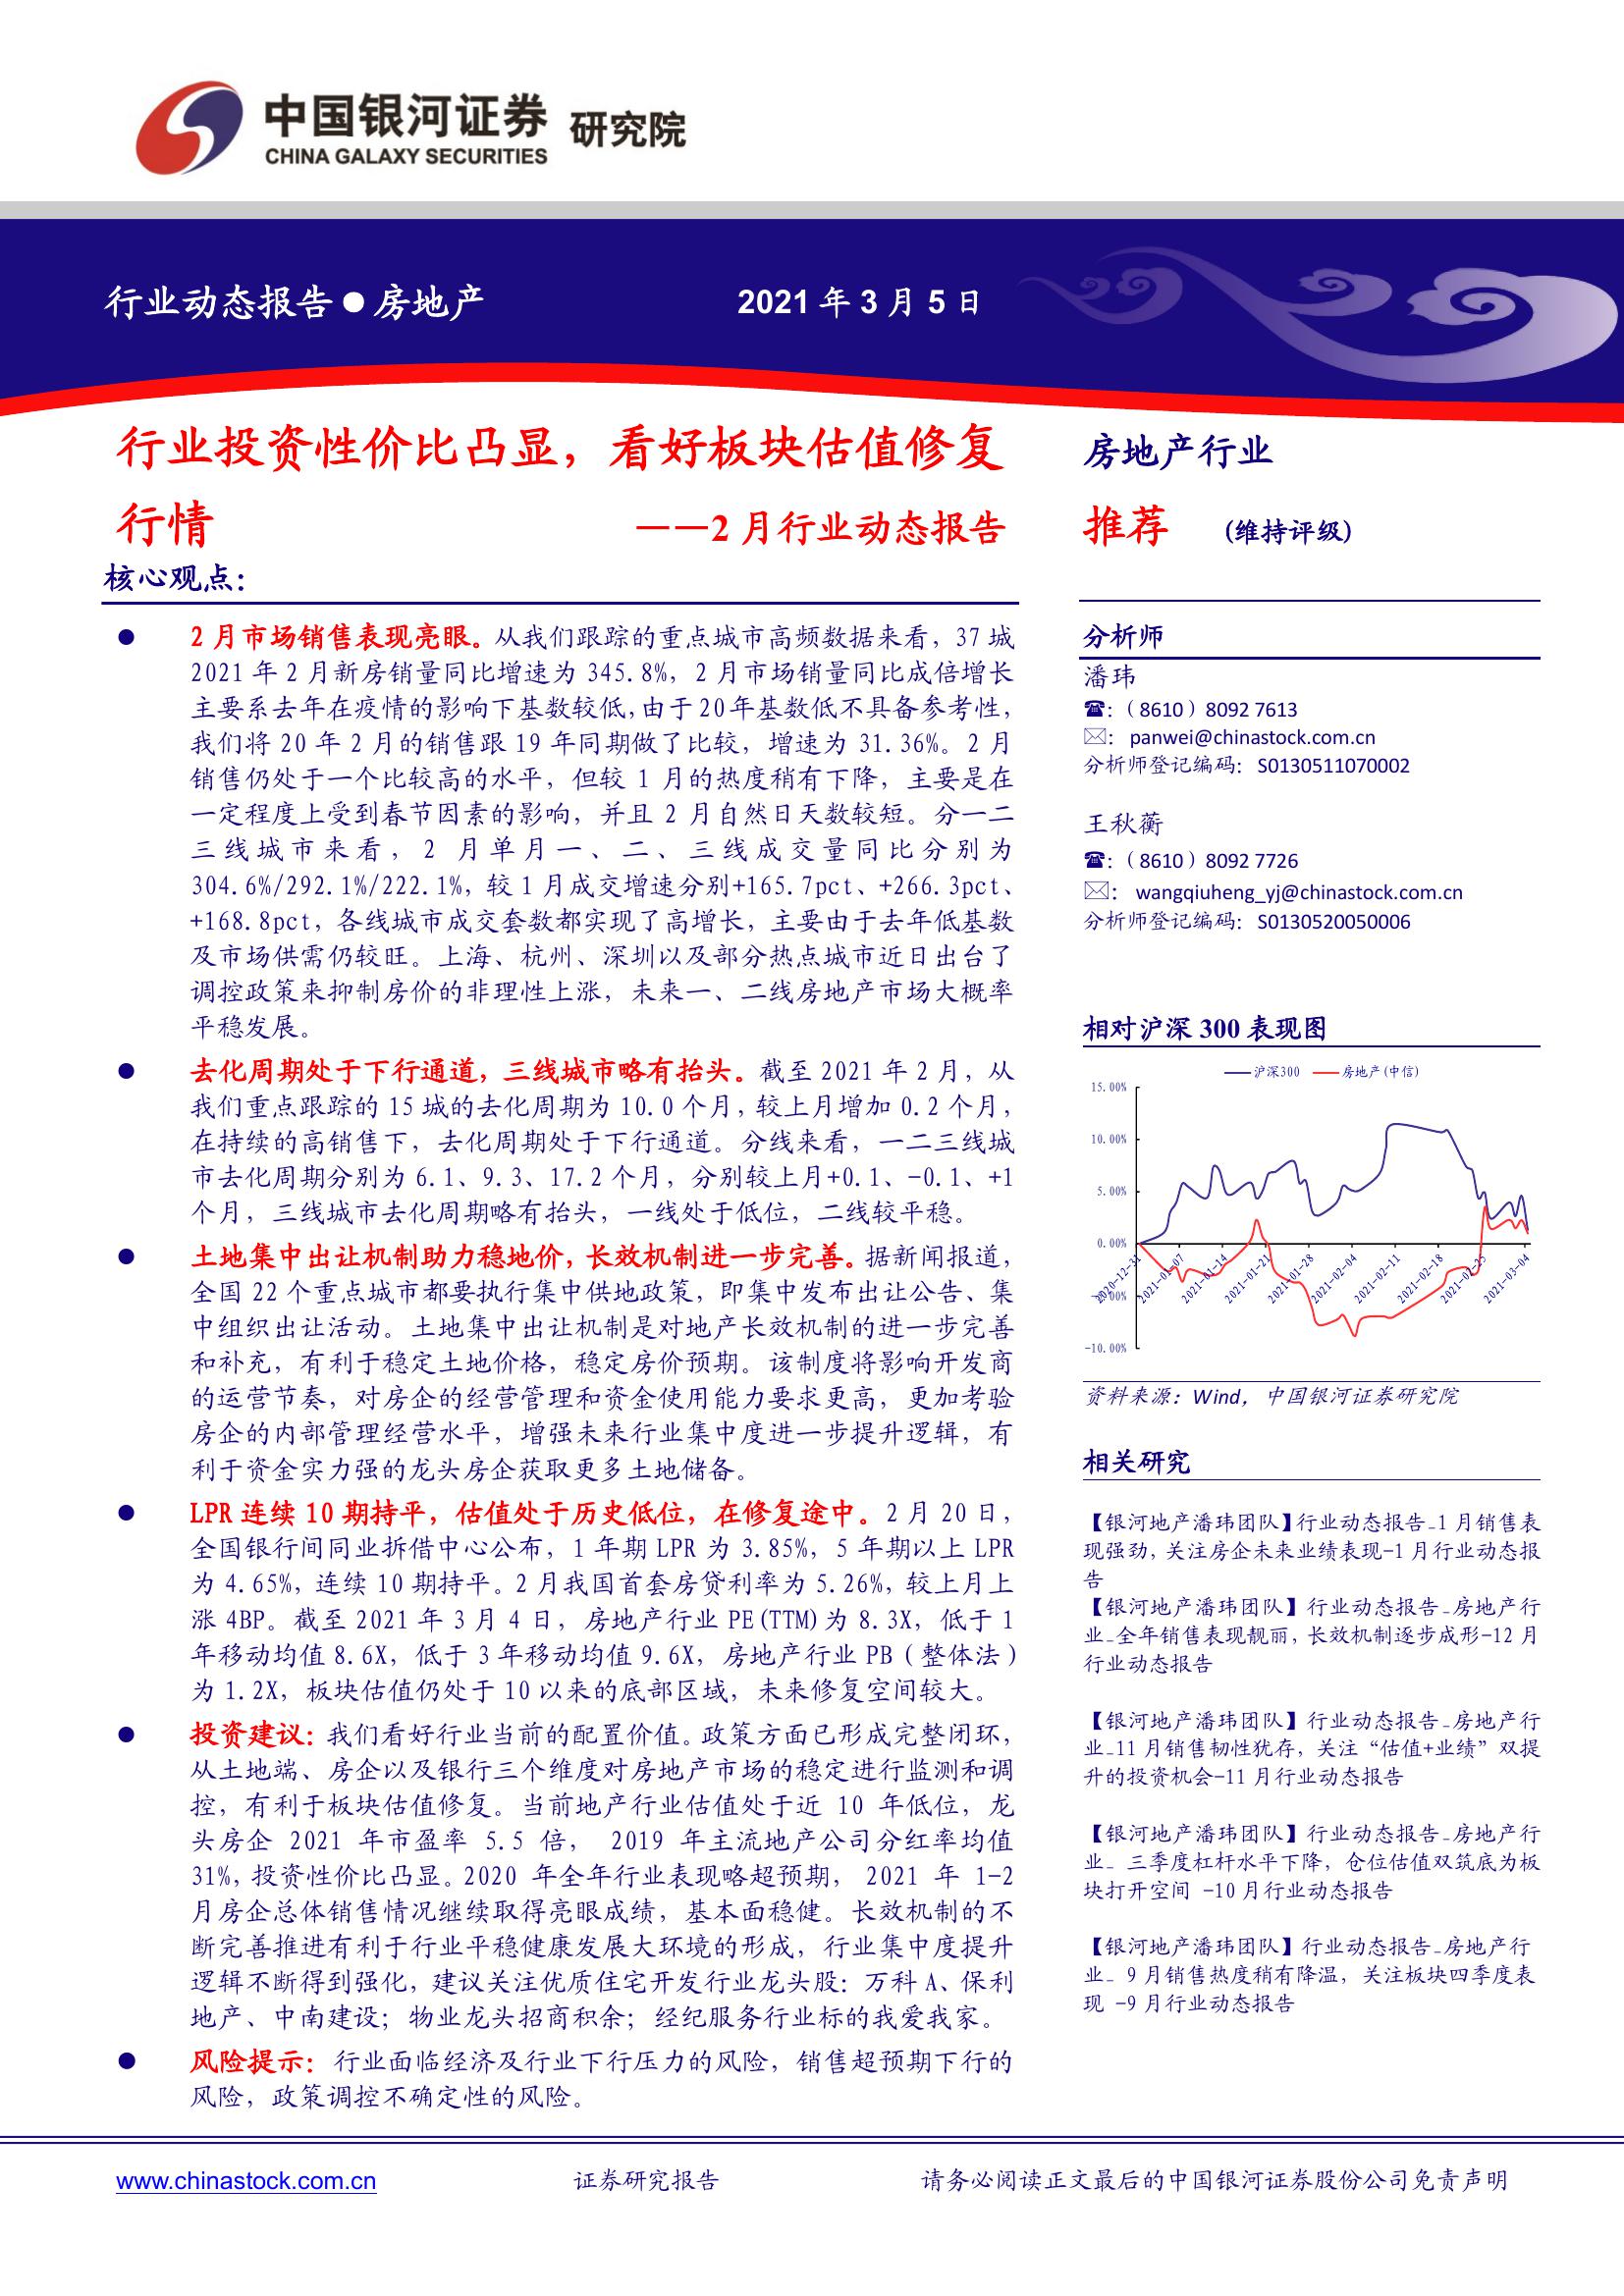 中国银河证券 研究院
CHINA GALAXY SECURITIES
行业动态报告●房地产
2021 年 3 月 5 日
行业投资性价比凸显，看好板块估值修复
行情 ——2 月行业动态报告
核心观点：
● 2 月市场销售表现亮眼。从我们跟踪的重点城市高频数据来看，37 城
2021 年 2 月新房销量同比增速为 345.8%，2 月市场销量同比成倍增长
主要系去年在疫情的影响下基数较低，由于 20 年基数低不具备参考性，
我们将 20 年 2 月的销售跟 19 年同期做了比较，增速为 31.36%。2 月
销售仍处于一个比较高的水平，但较 1 月的热度稍有下降，主要是在
一定程度上受到春节因素的影响，并且 2 月自然日天数较短。分一二
三线城市来看，2 月单月一、二、三线成交量同比分别为
304.6%/292.1%/222.1%，较 1 月成交增速分别+165.7pct、+266.3pct、
+168.8pct，各线城市成交套数都实现了高增长，主要由于去年低基数
及市场供需仍较旺。上海、杭州、深圳以及部分热点城市近日出台了
调控政策来抑制房价的非理性上涨，未来一、二线房地产市场大概率
平稳发展。
● 去化周期处于下行通道，三线城市略有抬头。截至 2021 年 2 月，从
我们重点跟踪的 15 城的去化周期为 10.0 个月，较上月增加 0.2 个月，
在持续的高销售下，去化周期处于下行通道。分线来看，一二三线城
市去化周期分别为 6.1、9.3、17.2 个月，分别较上月+0.1、-0.1、+1
个月，三线城市去化周期略有抬头，一线处于低位，二线较平稳。
● 土地集中出让机制助力稳地价，长效机制进一步完善。据新闻报道，
全国 22 个重点城市都要执行集中供地政策，即集中发布出让公告、集
中组织出让活动。土地集中出让机制是对地产长效机制的进一步完善
和补充，有利于稳定土地价格，稳定房价预期。该制度将影响开发商
的运营节奏，对房企的经营管理和资金使用能力要求更高，更加考验
房企的内部管理经营水平，增强未来行业集中度进一步提升逻辑，有
利于资金实力强的龙头房企获取更多土地储备。
● LPR 连续 10 期持平，估值处于历史低位，在修复途中。2 月 20 日，
全国银行间同业拆借中心公布，1 年期 LPR 为 3.85%，5 年期以上 LPR
为 4.65%，连续 10 期持平。2 月我国首套房贷利率为 5.26%，较上月上
涨 4BP。截至 2021 年 3 月 4 日，房地产行业 PE(TTM)为 8.3X，低于 1
年移动均值 8.6X，低于 3 年移动均值 9.6X，房地产行业 PB（整体法）
为 1.2X，板块估值仍处于 10 以来的底部区域，未来修复空间较大。
● 投资建议：我们看好行业当前的配置价值。政策方面已形成完整闭环，
从土地端、房企以及银行三个维度对房地产市场的稳定进行监测和调
控，有利于板块估值修复。当前地产行业估值处于近 10 年低位，龙
头房企 2021 年市盈率 5.5 倍， 2019 年主流地产公司分红率均值
31%，投资性价比凸显。2020 年全年行业表现略超预期， 2021 年 1-2
月房企总体销售情况继续取得亮眼成绩，基本面稳健。长效机制的不
断完善推进有利于行业平稳健康发展大环境的形成，行业集中度提升
逻辑不断得到强化，建议关注优质住宅开发行业龙头股：万科 A、保利
地产、中南建设；物业龙头招商积余；经纪服务行业标的我爱我家。
● 风险提示：行业面临经济及行业下行压力的风险，销售超预期下行的
风险，政策调控不确定性的风险。
房地产行业
推荐 （维持评级）
分析师
潘玮
☎:（8610）8092 7613
✉: panwei@chinastock.com.cn
分析师登记编码：S0130511070002
王秋蘅
☎:（8610）8092 7726
✉: wangqiuheng_yj@chinastock.com.cn
分析师登记编码：S0130520050006
相对沪深 300 表现图
沪深300 房地产(中信)
15.00%
10.00%
5.00%
0.00%
-5.00%
-10.00%
2020-12-31 2021-01-07 2021-01-14 2021-01-21 2021-01-28 2021-02-04 2021-02-11 2021-02-18 2021-02-25 2021-03-04
资料来源：Wind，中国银河证券研究院
相关研究
【银河地产潘玮团队】行业动态报告_1 月销售表
现强劲，关注房企未来业绩表现-1 月行业动态报
告
【银河地产潘玮团队】行业动态报告_房地产行
业_全年销售表现靓丽，长效机制逐步成形-12 月
行业动态报告
【银河地产潘玮团队】行业动态报告_房地产行
业_11 月销售韧性犹存，关注“估值+业绩”双提
升的投资机会-11 月行业动态报告
【银河地产潘玮团队】行业动态报告_房地产行
业_ 三季度杠杆水平下降，仓位估值双筑底为板
块打开空间 -10 月行业动态报告
【银河地产潘玮团队】行业动态报告_房地产行
业_ 9 月销售热度稍有降温，关注板块四季度表
现 -9 月行业动态报告
www.chinastock.com.cn 证券研究报告 请务必阅读正文最后的中国银河证券股份公司免责声明